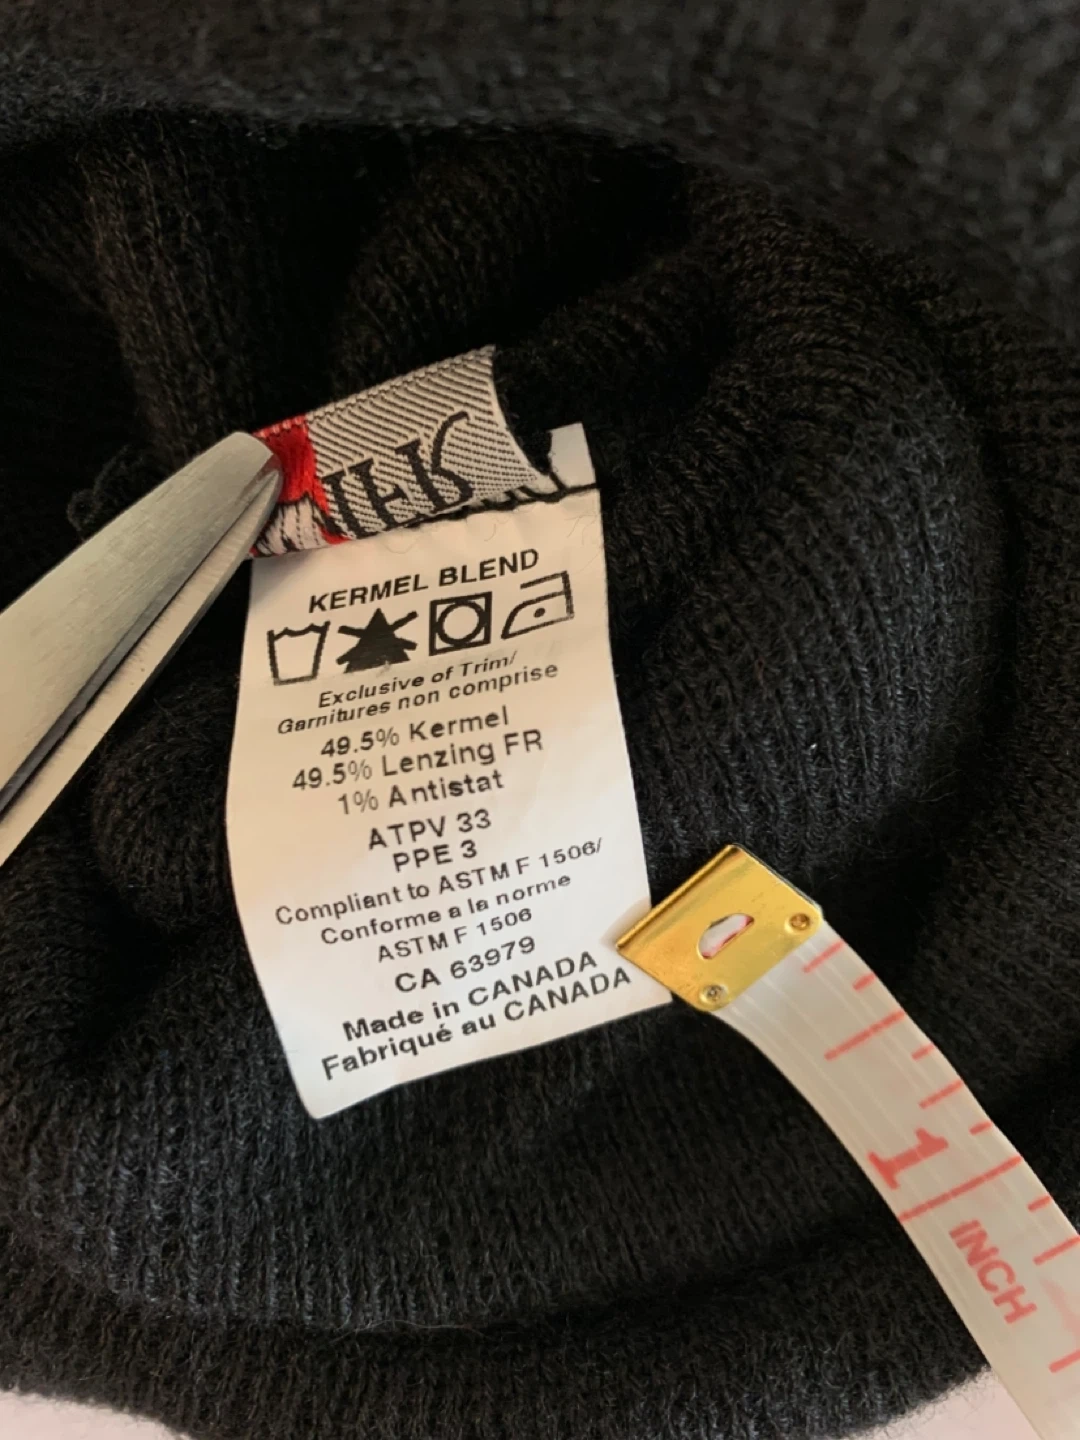 KERMEL BLEND
Exclusive of Trim/
Garnitures non comprise
49.5% Kermel
49.5% Lenzing FR
1% Antistat
ATPV 33
PPE 3
Compliant to ASTM F 1506/
Conforme a la norme
ASTM F 1506
CA 63979
Made in CANADA
Fabriqué au CANADA
1
INCH